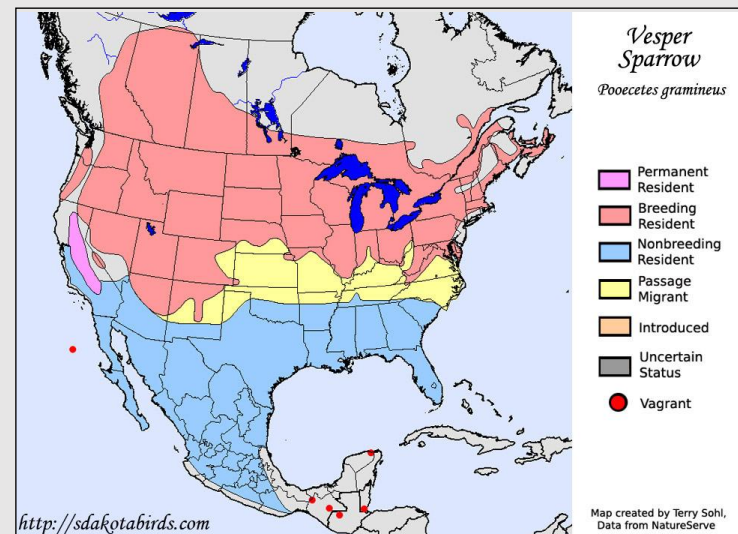 Vesper
Sparrow
Pooecetes gramineus
Permanent
Resident
Breeding
Resident
Nonbreeding
Resident
Passage
Migrant
Introduced
Uncertain
Status
Vagrant
Map created by Terry Sohl,
Data from NatureServe
http://sdakotabirds.com